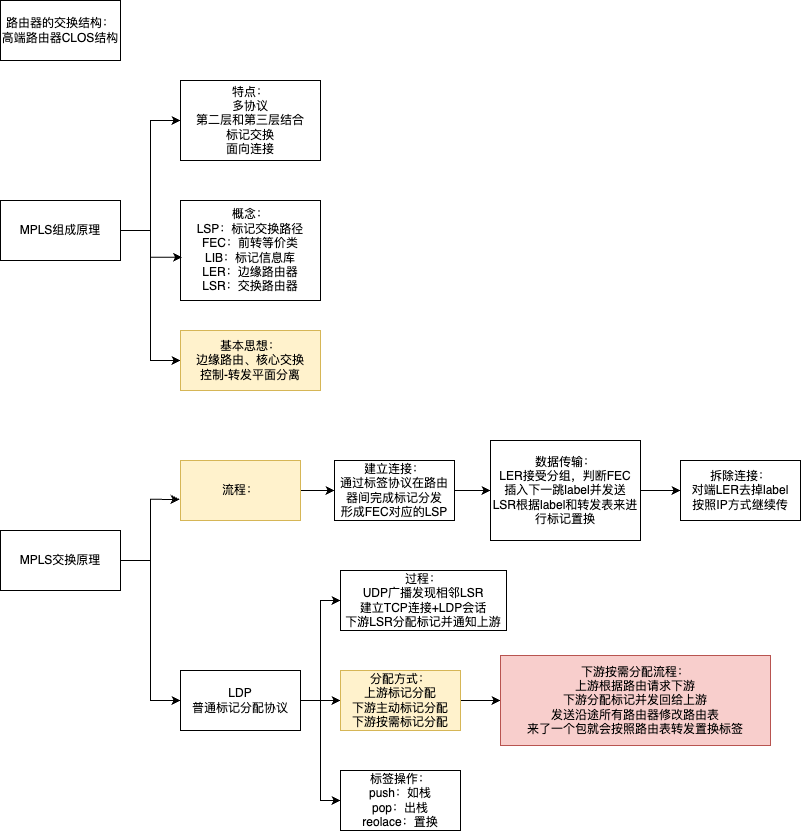 路由器的交换结构：
高端路由器CLOS结构
特点：
多协议
第二层和第三层结合
标记交换
面向连接
MPLS组成原理
概念：
LSP：标记交换路径
FEC：前转等价类
LIB：标记信息库
LER：边缘路由器
LSR：交换路由器
基本思想：
边缘路由、核心交换
控制-转发平面分离
MPLS交换原理
流程：
建立连接：
通过标签协议在路由
器间完成标记分发
形成FEC对应的LSP
数据传输：
LER接受分组，判断FEC
插入下一跳label并发送
LSR根据label和转发表来进
行标记置换
拆除连接：
对端LER去掉label
按照IP方式继续传
LDP
普通标记分配协议
过程：
UDP广播发现相邻LSR
建立TCP连接+LDP会话
下游LSR分配标记并通知上游
分配方式：
上游标记分配
下游主动标记分配
下游按需标记分配
下游按需分配流程：
上游根据路由请求下游
下游分配标记并发回给上游
发送沿途所有路由器修改路由表
来了一个包就会按照路由表转发置换标签
标签操作：
push：如栈
pop：出栈
reolace：置换